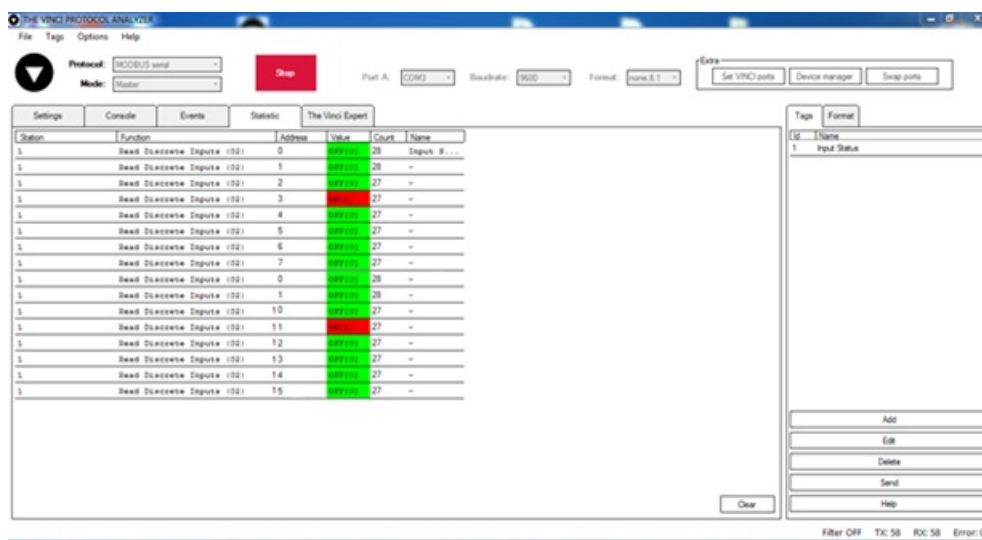 THE VINCI PROTOCOL ANALYZER
File Tags Options Help
Protocol: MODBUS serial
Mode: Master
Stop
Port A: COM3 Baudrate: 9600 Format: none,8,1
Extra
Set VINCI ports Device manager Swap ports
Settings Console Events Statistic The Vinci Expert
Tags Format
Station Function Address Value Count Name
Id Name
1 Read Discrete Inputs (02) 0 OFF[0] 28 Input S...
1 Input Status
1 Read Discrete Inputs (02) 1 OFF[0] 28 -
1 Read Discrete Inputs (02) 2 OFF[0] 27 -
1 Read Discrete Inputs (02) 3 ON[1] 27 -
1 Read Discrete Inputs (02) 4 OFF[0] 27 -
1 Read Discrete Inputs (02) 5 OFF[0] 27 -
1 Read Discrete Inputs (02) 6 OFF[0] 27 -
1 Read Discrete Inputs (02) 7 OFF[0] 27 -
1 Read Discrete Inputs (02) 0 OFF[0] 28 -
1 Read Discrete Inputs (02) 1 OFF[0] 28 -
1 Read Discrete Inputs (02) 10 OFF[0] 27 -
1 Read Discrete Inputs (02) 11 ON[1] 27 -
1 Read Discrete Inputs (02) 12 OFF[0] 27 -
1 Read Discrete Inputs (02) 13 OFF[0] 27 -
1 Read Discrete Inputs (02) 14 OFF[0] 27 -
1 Read Discrete Inputs (02) 15 OFF[0] 27 -
Add
Edit
Delete
Send
Clear
Help
Filter OFF TX: 58 RX: 58 Error: